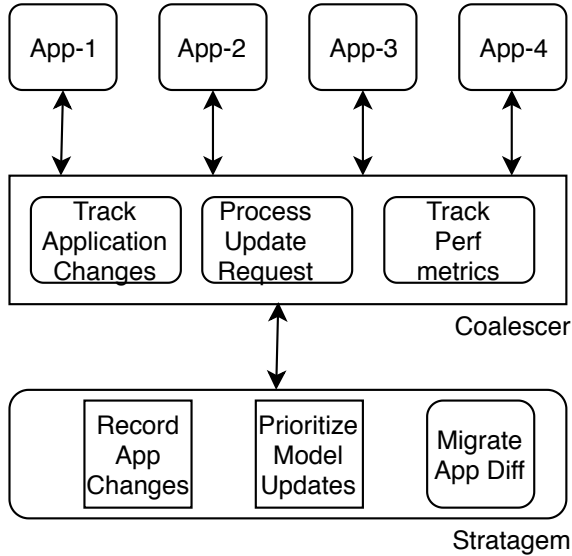 App-1
App-2
App-3
App-4
Track
Application
Changes
Process
Update
Request
Track
Perf
metrics
Coalescer
Record
App
Changes
Prioritize
Model
Updates
Migrate
App Diff
Stratagem